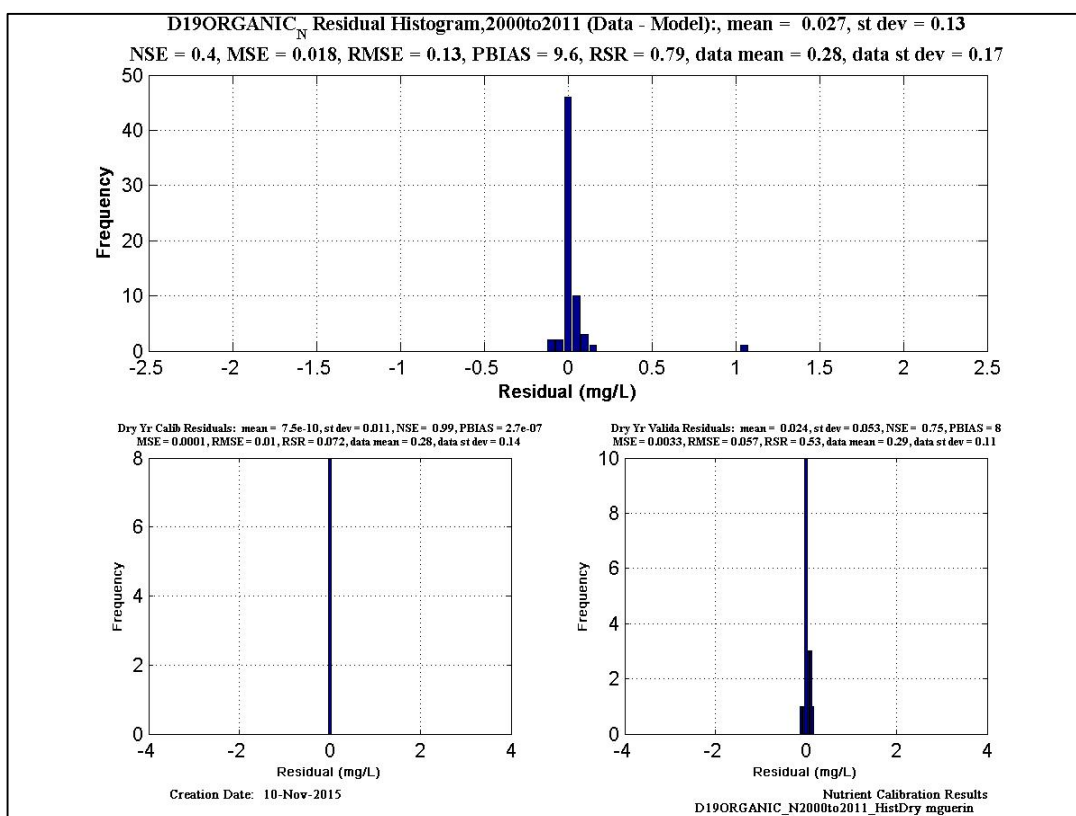 D19ORGANIC_N Residual Histogram,2000to2011 (Data - Model):, mean = 0.027, st dev = 0.13
NSE = 0.4, MSE = 0.018, RMSE = 0.13, PBIAS = 9.6, RSR = 0.79, data mean = 0.28, data st dev = 0.17
50
40
30
20
10
0
Frequency
-2.5 -2 -1.5 -1 -0.5 0 0.5 1 1.5 2 2.5
Residual (mg/L)
Dry Yr Calib Residuals: mean = 7.5e-10, st dev = 0.011, NSE = 0.99, PBIAS = 2.7e-07
MSE = 0.0001, RMSE = 0.01, RSR = 0.072, data mean = 0.28, data st dev = 0.14
8
6
4
2
0
Frequency
-4 -2 0 2 4
Residual (mg/L)
Dry Yr Valida Residuals: mean = 0.024, st dev = 0.053, NSE = 0.75, PBIAS = 8
MSE = 0.0033, RMSE = 0.057, RSR = 0.53, data mean = 0.29, data st dev = 0.11
10
8
6
4
2
0
Frequency
-4 -2 0 2 4
Residual (mg/L)
Creation Date: 10-Nov-2015
Nutrient Calibration Results
D19ORGANIC_N2000to2011_HistDry mguerin